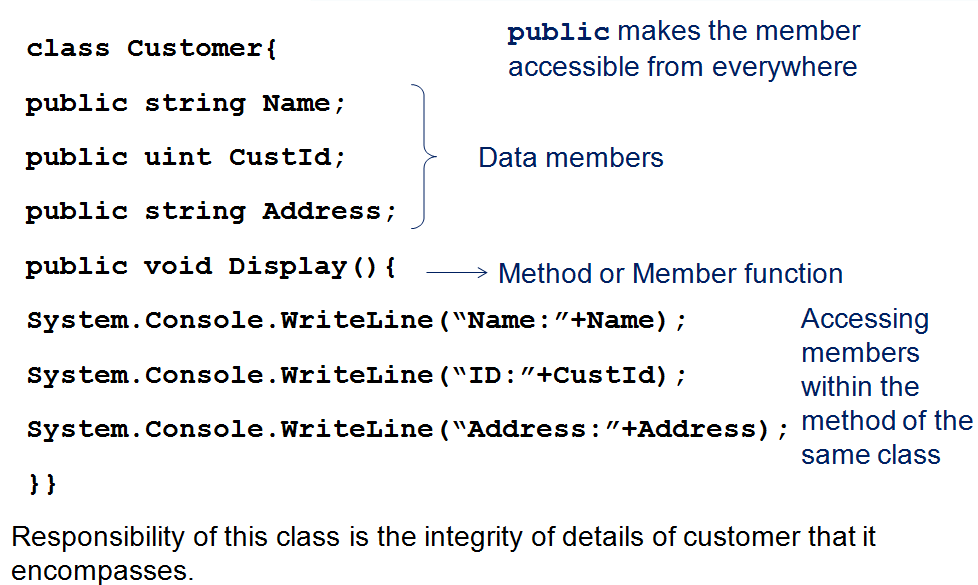 class Customer{
public makes the member
accessible from everywhere
public string Name;
public uint CustId;
Data members
public string Address;
public void Display(){
Method or Member function
System.Console.WriteLine(“Name:”+Name);
System.Console.WriteLine(“ID:”+CustId);
System.Console.WriteLine(“Address:”+Address);
Accessing
members
within the
method of the
same class
}}
Responsibility of this class is the integrity of details of customer that it
encompasses.